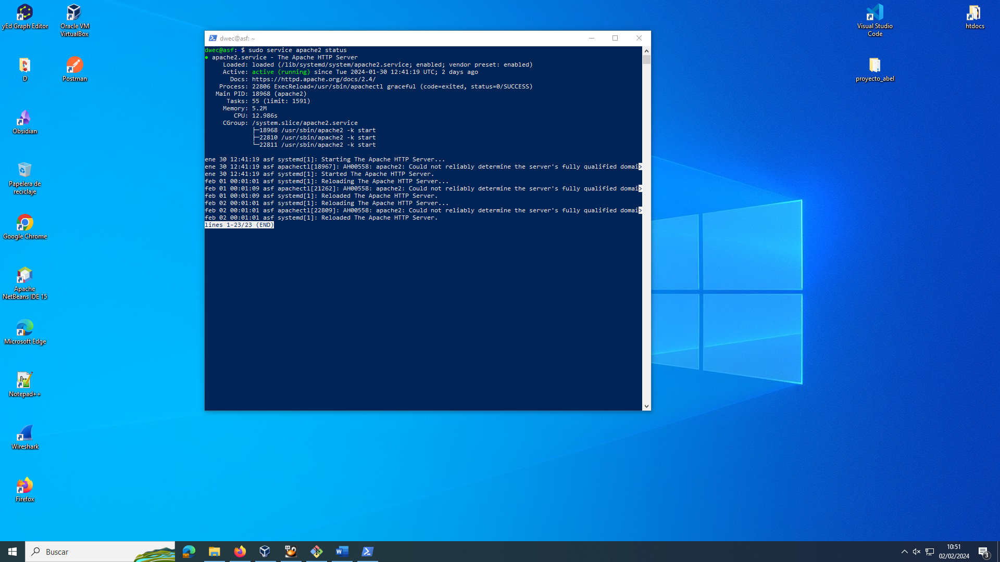 yEd Graph Editor
Oracle VM
VirtualBox
Visual Studio
Code
htdocs
D
Postman
proyecto_abel
Obsidian
Papelera de
reciclaje
Google Chrome
Apache
NetBeans IDE 15
Microsoft Edge
Notepad++
Wireshark
Firefox
dwec@asf: ~
dwec@asf: $ sudo service apache2 status
● apache2.service - The Apache HTTP Server
Loaded: loaded (/lib/systemd/system/apache2.service; enabled; vendor preset: enabled)
Active: active (running) since Tue 2024-01-30 12:41:19 UTC; 2 days ago
Docs: https://httpd.apache.org/docs/2.4/
Process: 22806 ExecReload=/usr/sbin/apachectl graceful (code=exited, status=0/SUCCESS)
Main PID: 18968 (apache2)
Tasks: 55 (limit: 1591)
Memory: 5.2M
CPU: 12.986s
CGroup: /system.slice/apache2.service
├─18968 /usr/sbin/apache2 -k start
├─22810 /usr/sbin/apache2 -k start
└─22811 /usr/sbin/apache2 -k start
ene 30 12:41:19 asf systemd[1]: Starting The Apache HTTP Server...
ene 30 12:41:19 asf apachectl[18967]: AH00558: apache2: Could not reliably determine the server's fully qualified domai>
ene 30 12:41:19 asf systemd[1]: Started The Apache HTTP Server.
feb 01 00:01:01 asf systemd[1]: Reloading The Apache HTTP Server...
feb 01 00:01:09 asf apachectl[21262]: AH00558: apache2: Could not reliably determine the server's fully qualified domai>
feb 01 00:01:09 asf systemd[1]: Reloaded The Apache HTTP Server.
feb 02 00:01:01 asf systemd[1]: Reloading The Apache HTTP Server...
feb 02 00:01:01 asf apachectl[22809]: AH00558: apache2: Could not reliably determine the server's fully qualified domai>
feb 02 00:01:01 asf systemd[1]: Reloaded The Apache HTTP Server.
lines 1-23/23 (END)
Buscar
10:51
02/02/2024
3